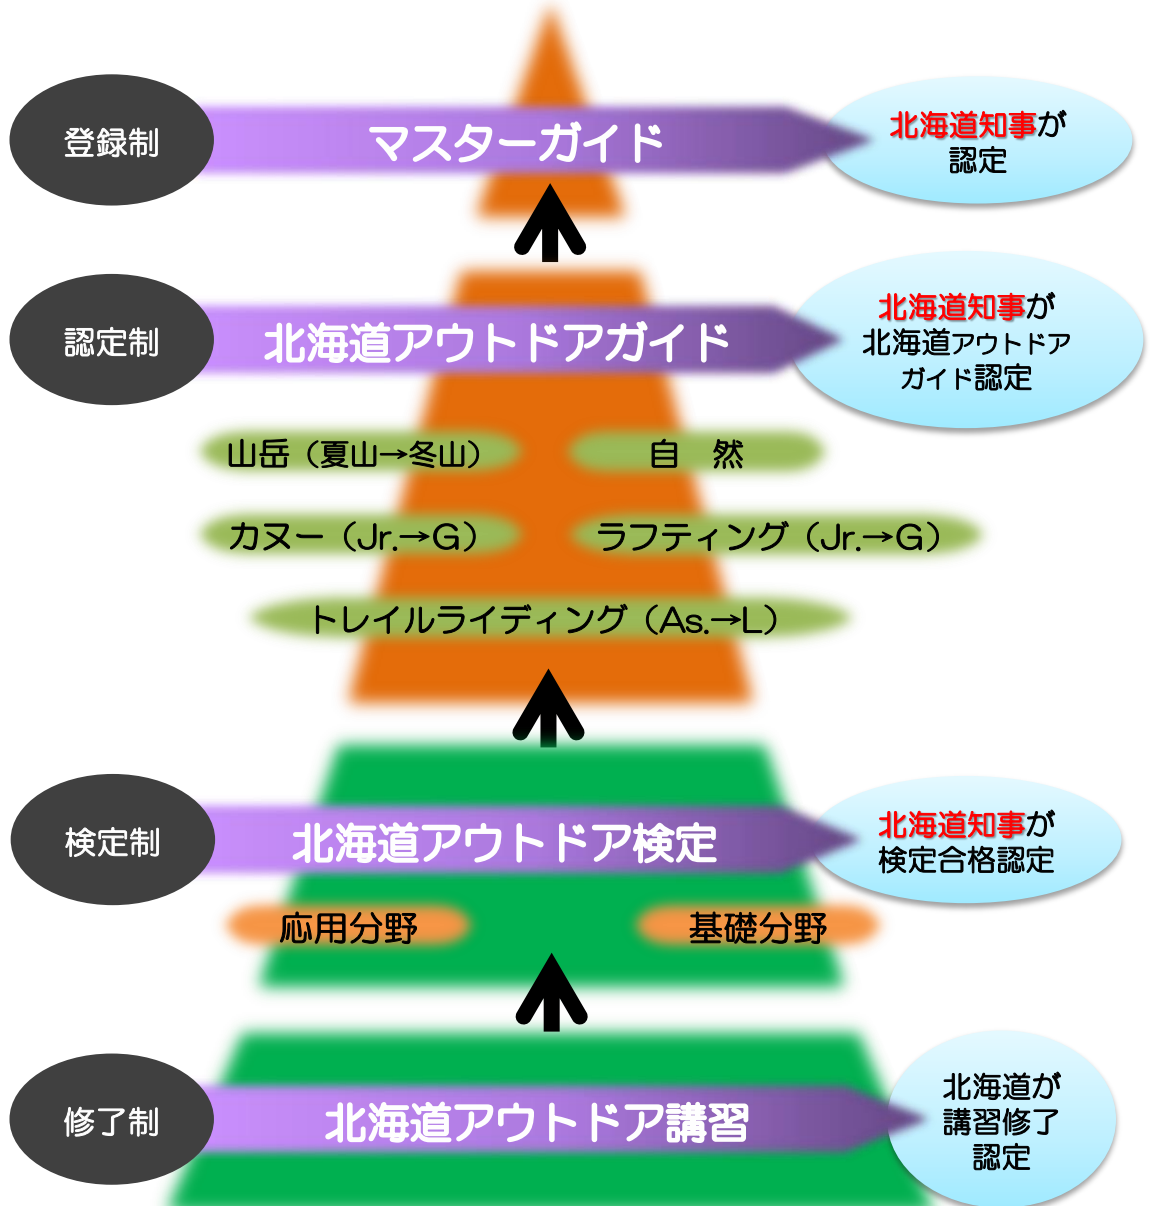 登録制
マスターガイド
北海道知事が
認定
認定制
北海道アウトドアガイド
北海道知事が
北海道アウトドア
ガイド認定
山岳（夏山→冬山）
自　然
カヌー（Jr.→G）
ラフティング（Jr.→G）
トレイルライディング（As.→L）
検定制
北海道アウトドア検定
北海道知事が
検定合格認定
応用分野
基礎分野
修了制
北海道アウトドア講習
北海道が
講習修了
認定